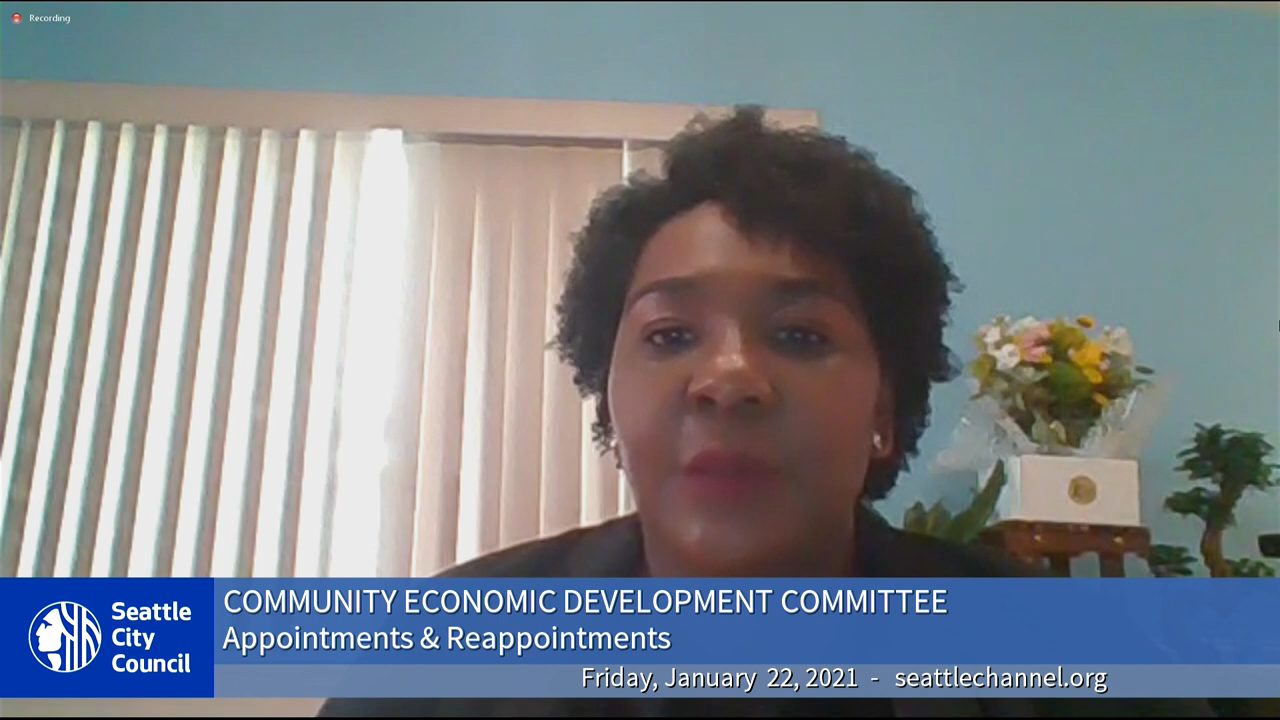 Recording
COMMUNITY ECONOMIC DEVELOPMENT COMMITTEE
Appointments & Reappointments
Seattle
City
Council
Friday, January 22, 2021 - seattlechannel.org